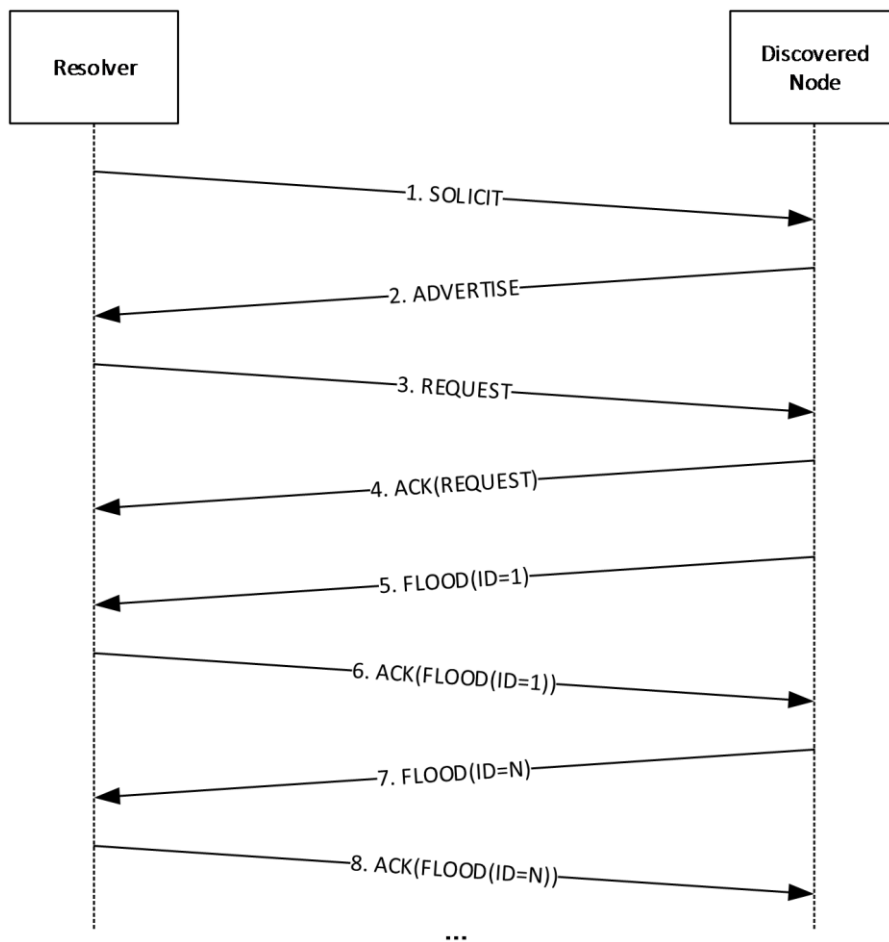 Resolver
Discovered
Node
1. SOLICIT
2. ADVERTISE
3. REQUEST
4. ACK(REQUEST)
5. FLOOD(ID=1)
6. ACK(FLOOD(ID=1))
7. FLOOD(ID=N)
8. ACK(FLOOD(ID=N))
...